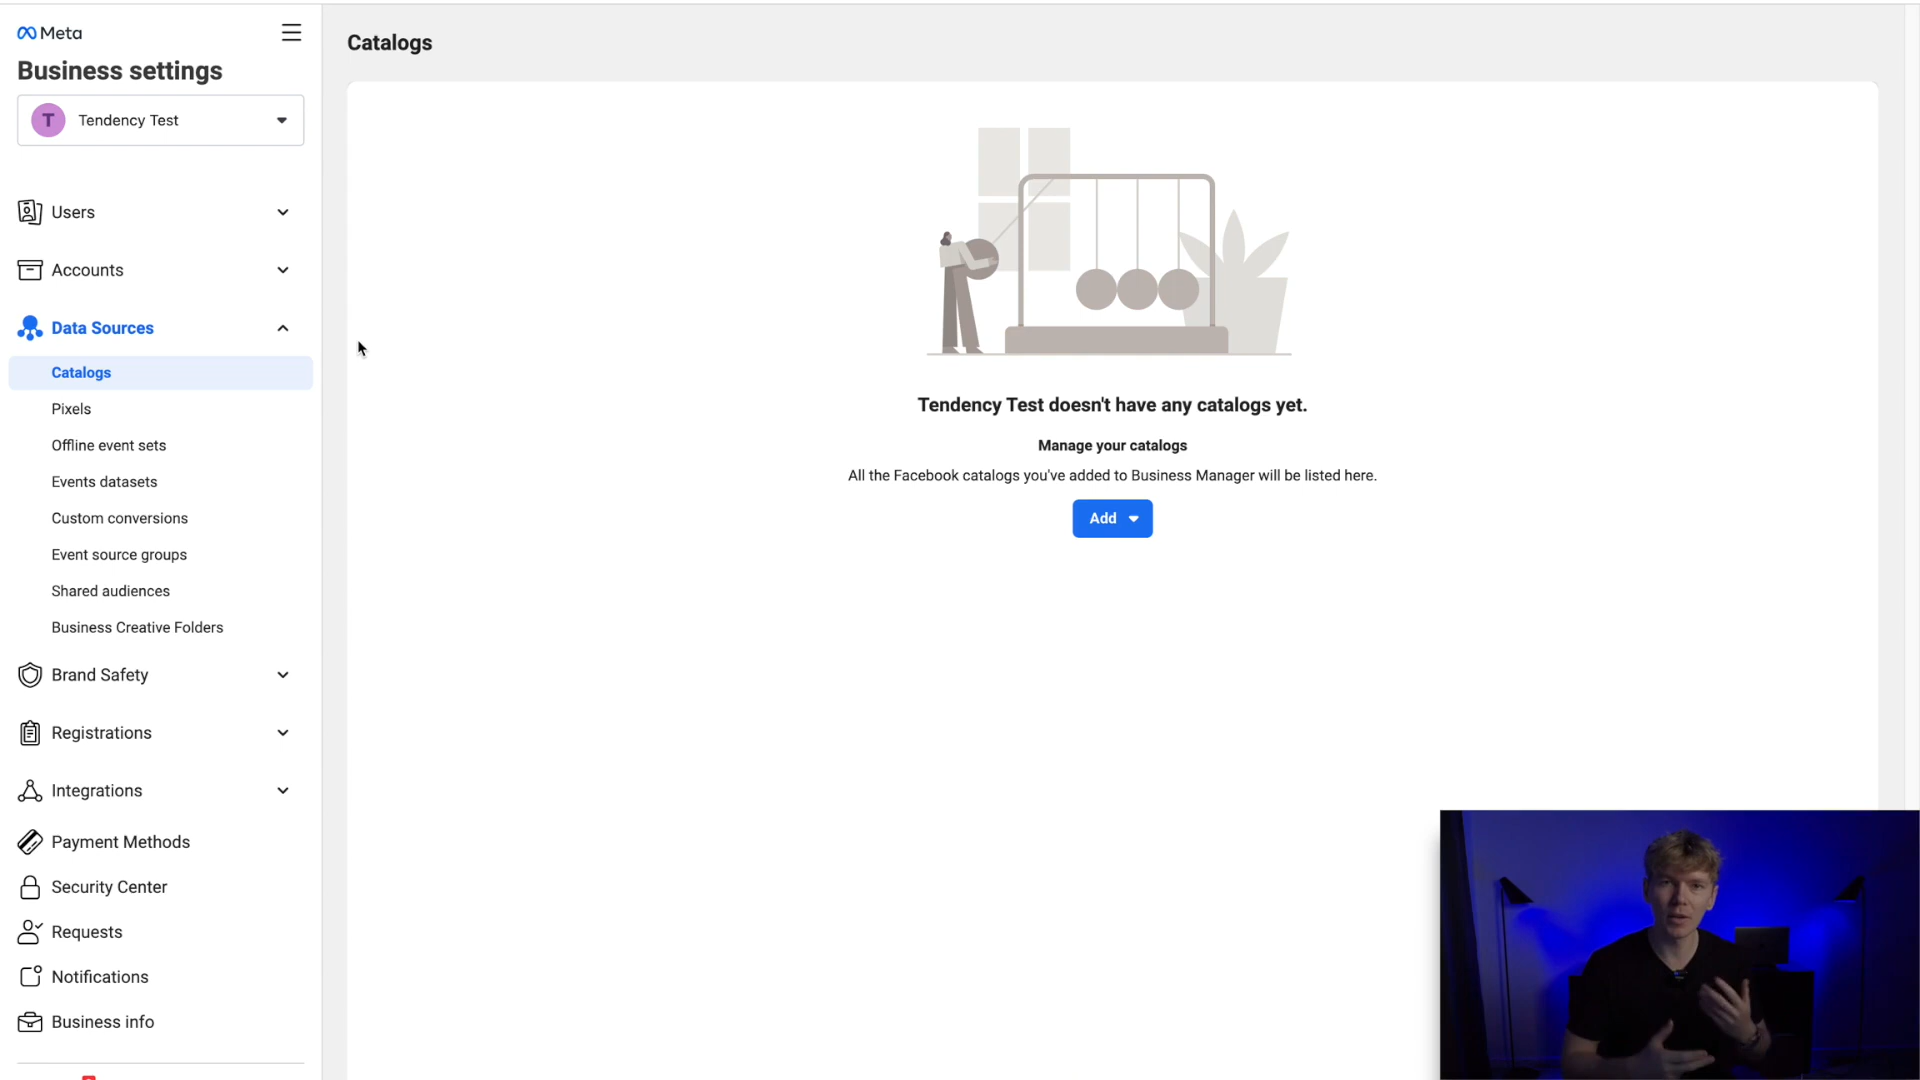 Meta
Business settings
T Tendency Test
Users
Accounts
Data Sources
Catalogs
Pixels
Offline event sets
Events datasets
Custom conversions
Event source groups
Shared audiences
Business Creative Folders
Brand Safety
Registrations
Integrations
Payment Methods
Security Center
Requests
Notifications
Business info
Catalogs
Tendency Test doesn't have any catalogs yet.
Manage your catalogs
All the Facebook catalogs you've added to Business Manager will be listed here.
Add